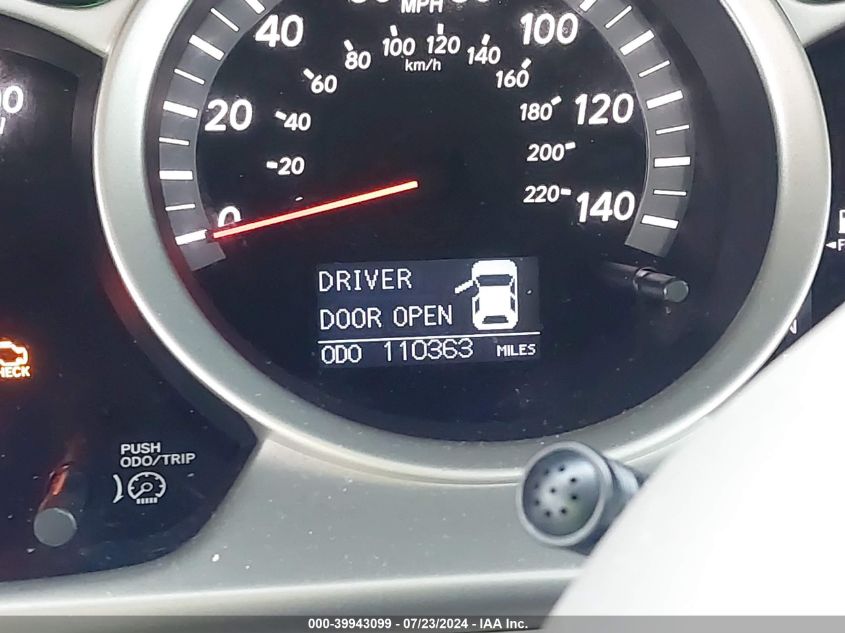 MPH
40
100
80
100
120
140
km/h
60
160
20
40
180
120
20
200
0
220
140
DRIVER
DOOR OPEN
ODO 110363 MILES
CHECK
PUSH
ODO/TRIP
000-39943099 - 07/23/2024 - IAA Inc.